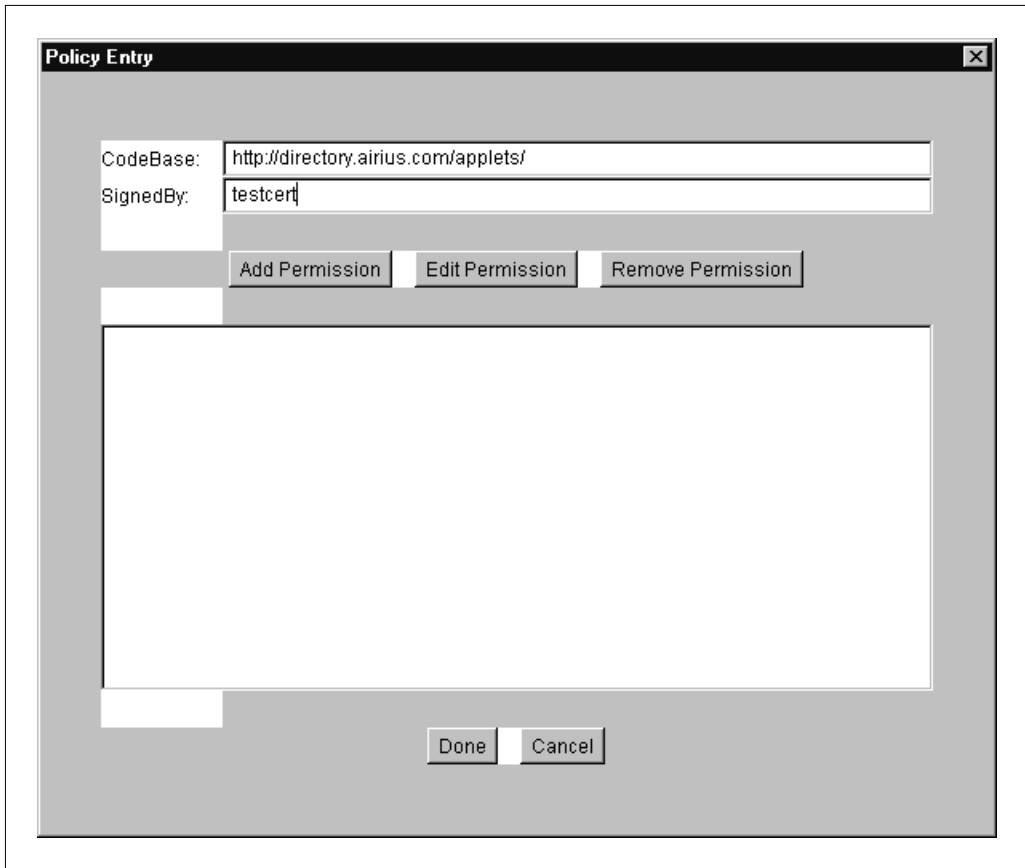 Policy Entry
CodeBase: http://directory.airius.com/applets/
SignedBy: testcert
Add Permission Edit Permission Remove Permission
Done Cancel